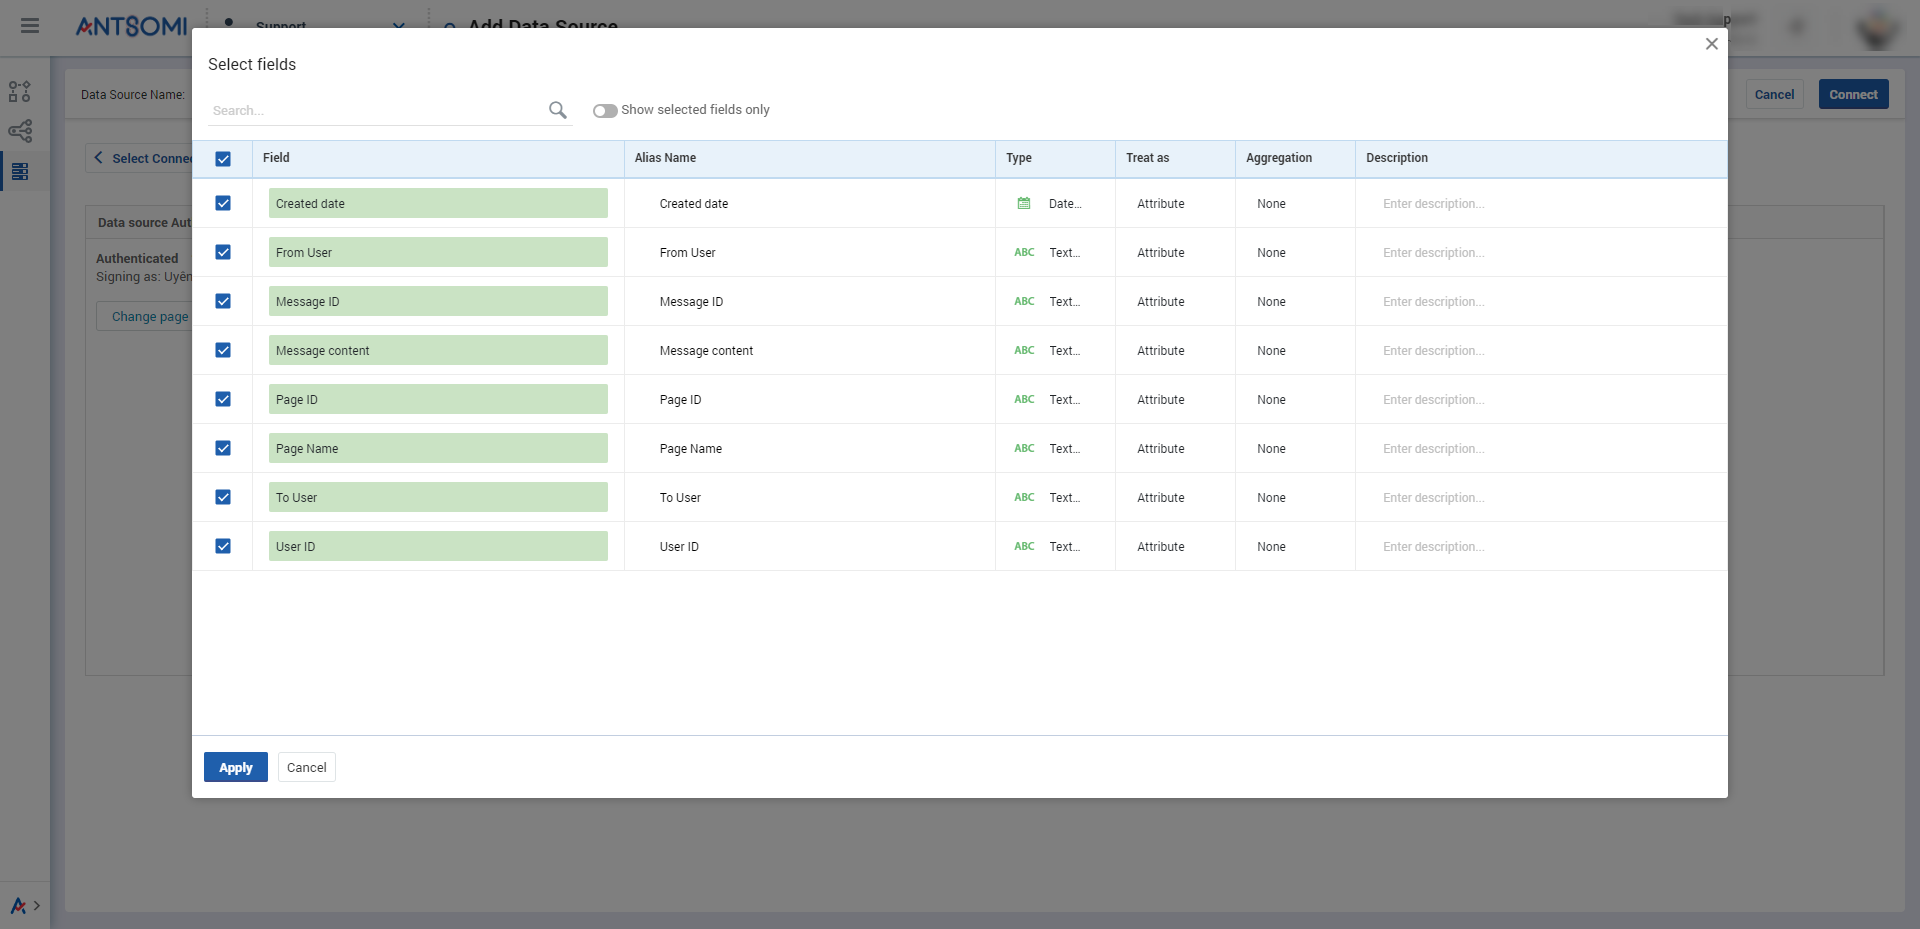 ANTSOMI
Support
Add Data Source
Data Source Name:
Cancel
Connect
Select Connec
Data source Aut
Authenticated
Signing as: Uyên
Change page
Select fields
Search...
Show selected fields only
Field Alias Name Type Treat as Aggregation Description
Created date Created date Date... Attribute None Enter description...
From User From User ABC Text... Attribute None Enter description...
Message ID Message ID ABC Text... Attribute None Enter description...
Message content Message content ABC Text... Attribute None Enter description...
Page ID Page ID ABC Text... Attribute None Enter description...
Page Name Page Name ABC Text... Attribute None Enter description...
To User To User ABC Text... Attribute None Enter description...
User ID User ID ABC Text... Attribute None Enter description...
Apply
Cancel